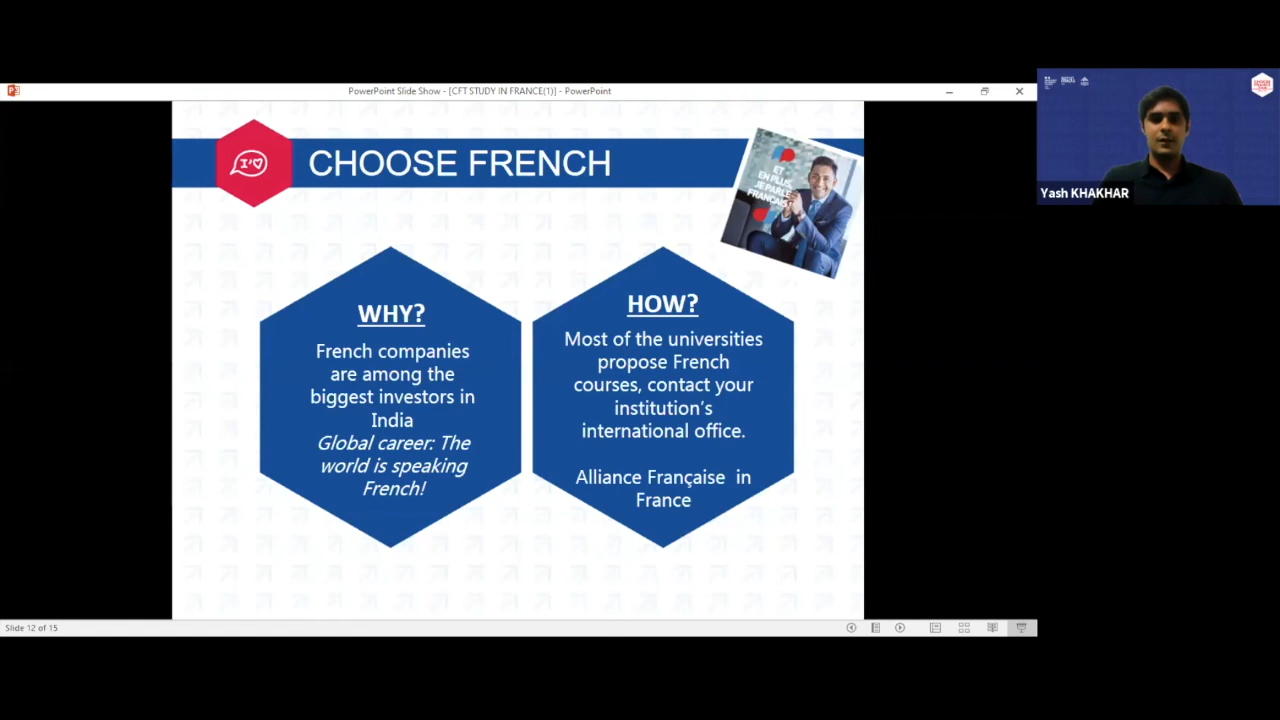 PowerPoint Slide Show - [CFT STUDY IN FRANCE(1)] - PowerPoint
CHOOSE FRENCH
ET
EN PLUS,
JE PARLE
FRANÇAIS
WHY?
French companies
are among the
biggest investors in
India
Global career: The
world is speaking
French!
HOW?
Most of the universities
propose French
courses, contact your
institution's
international office.
Alliance Française in
France
Slide 12 of 15
Yash KHAKHAR